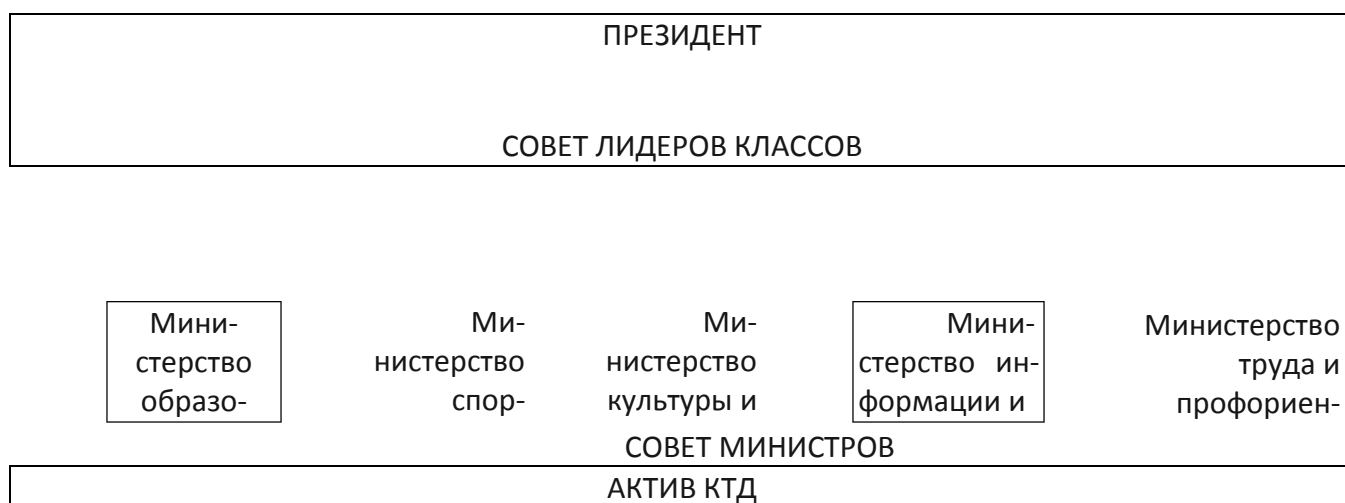 ПРЕЗИДЕНТ
СОВЕТ ЛИДЕРОВ КЛАССОВ
Мини-
стерство
образо-
Ми-
нистерство
спор-
Ми-
нистерство
культуры и
Мини-
стерство ин-
формации и
Министерство
труда и
профориен-
СОВЕТ МИНИСТРОВ
АКТИВ КТД